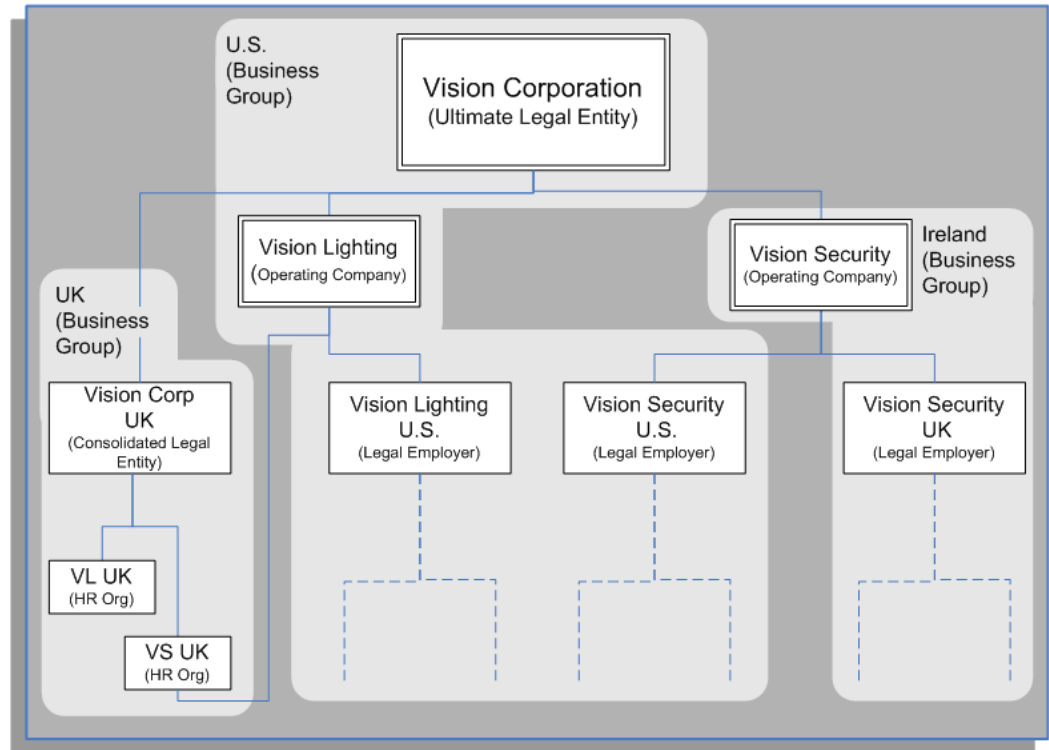 U.S.
(Business
Group)
Vision Corporation
(Ultimate Legal Entity)
Vision Lighting
(Operating Company)
Vision Security
(Operating Company)
Ireland
(Business
Group)
UK
(Business
Group)
Vision Corp
UK
(Consolidated Legal
Entity)
Vision Lighting
U.S.
(Legal Employer)
Vision Security
U.S.
(Legal Employer)
Vision Security
UK
(Legal Employer)
VL UK
(HR Org)
VS UK
(HR Org)